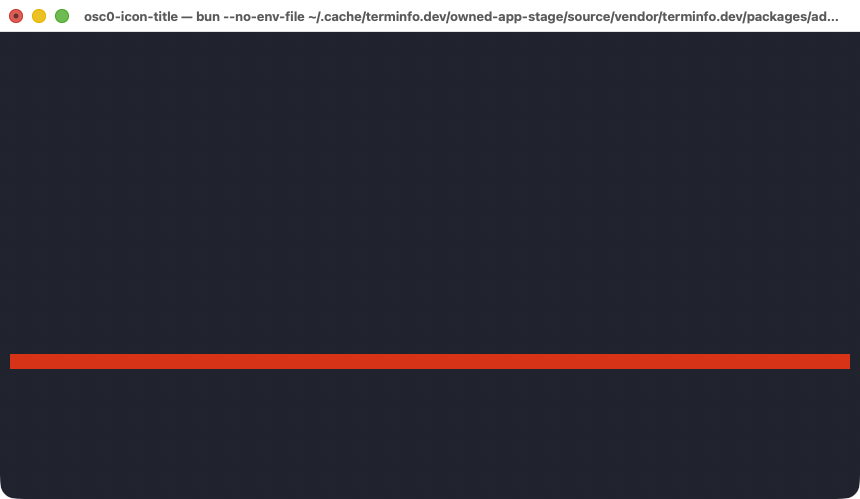 osc0-icon-title — bun --no-env-file ~/.cache/terminfo.dev/owned-app-stage/source/vendor/terminfo.dev/packages/ad...